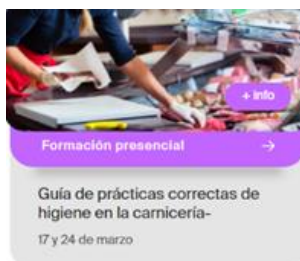 + info
Formación presencial →
Guía de prácticas correctas de
higiene en la carnicería-
17 y 24 de marzo